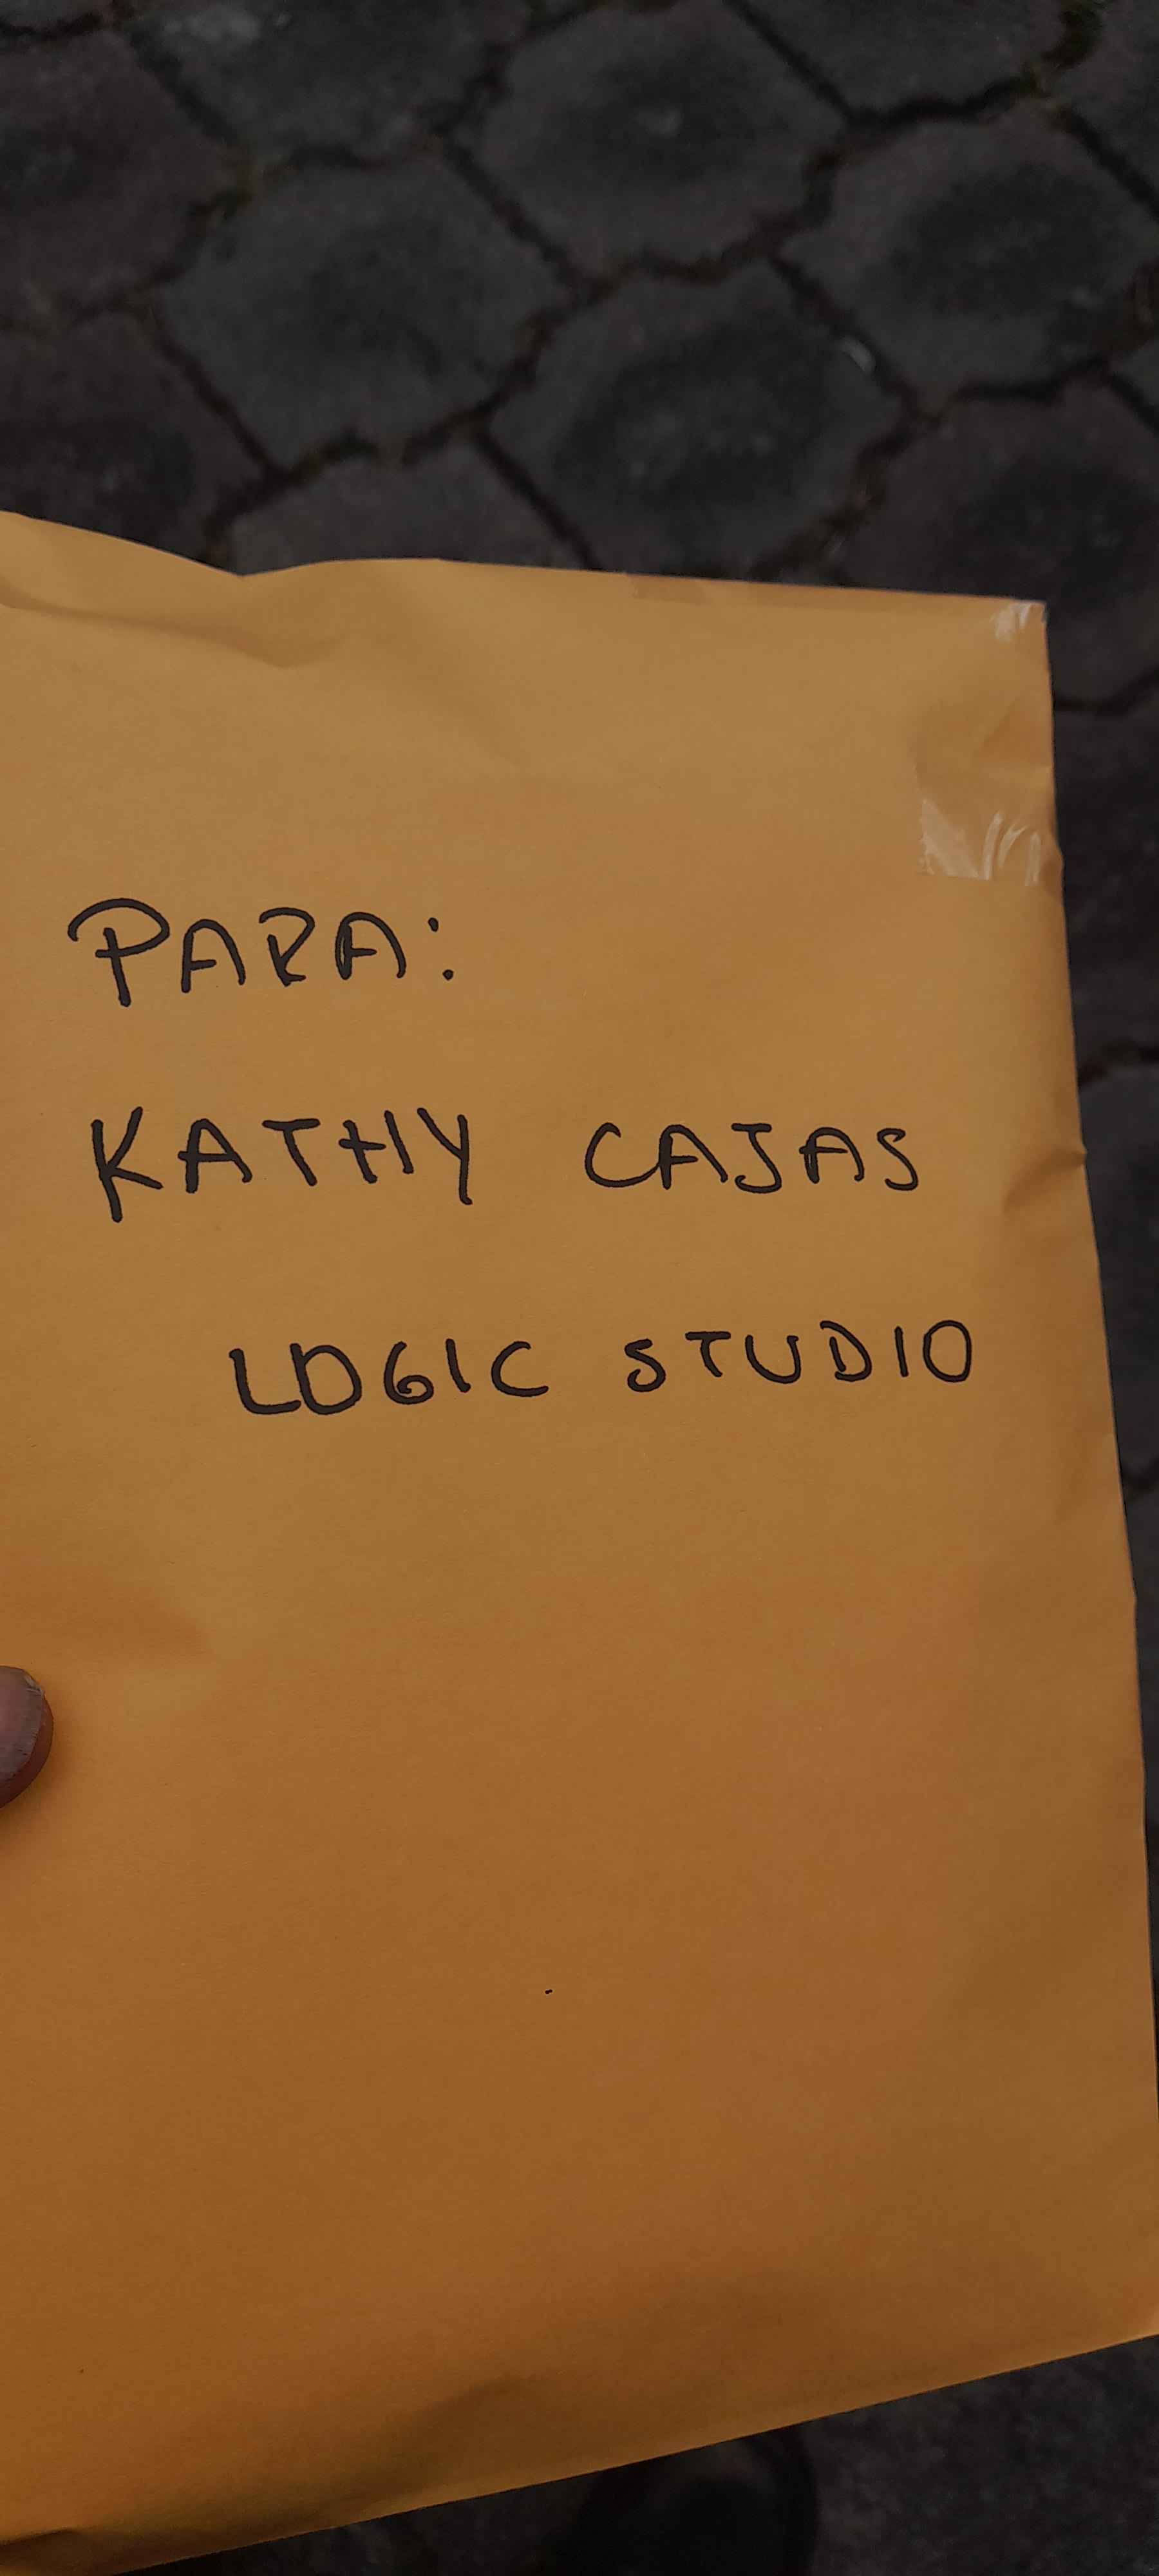 PARA:
KATHY CAJAS
LOGIC STUDIO